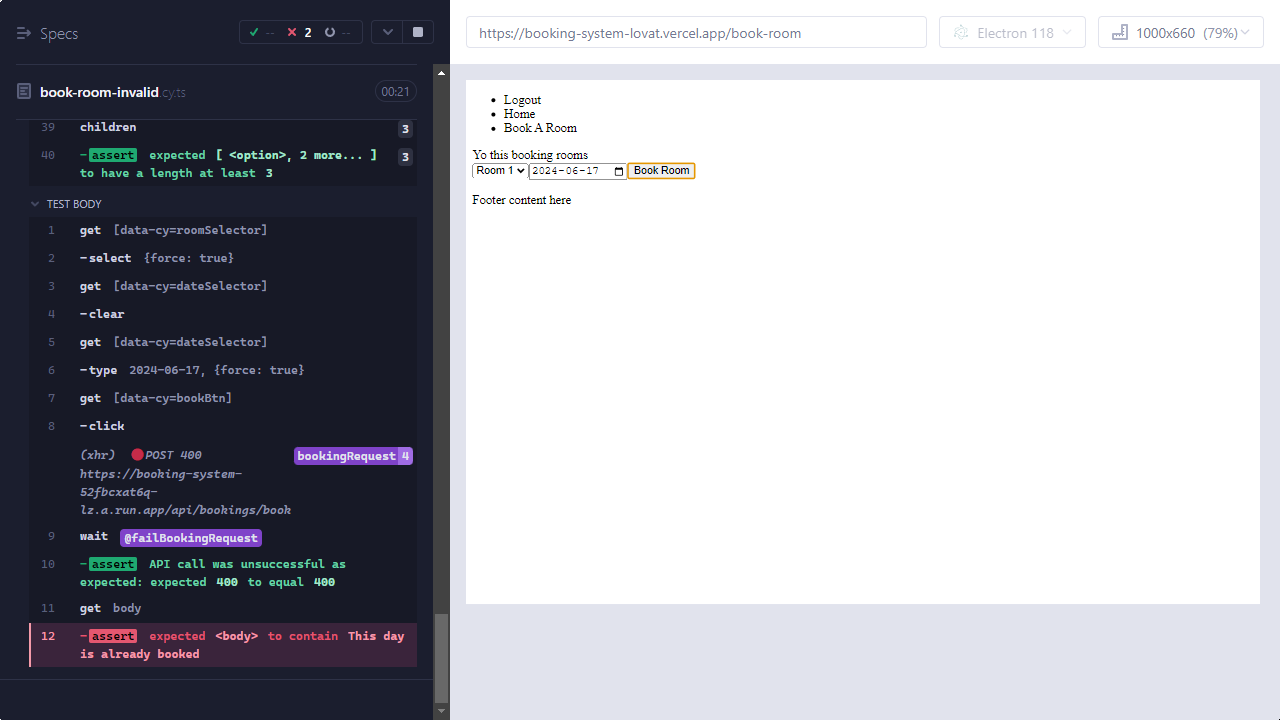 Specs
-- 2 --
book-room-invalid.cy.ts 00:21
39 children 3
40 -assert expected [ <option>, 2 more... ] 3
to have a length at least 3
TEST BODY
1 get [data-cy=roomSelector]
2 -select {force: true}
3 get [data-cy=dateSelector]
4 -clear
5 get [data-cy=dateSelector]
6 -type 2024-06-17, {force: true}
7 get [data-cy=bookBtn]
8 -click
(xhr) POST 400 bookingRequest 4
https://booking-system-
52fbcxat6q-
lz.a.run.app/api/bookings/book
9 wait @failBookingRequest
10 -assert API call was unsuccessful as
expected: expected 400 to equal 400
11 get body
12 -assert expected <body> to contain This day
is already booked
https://booking-system-lovat.vercel.app/book-room
Electron 118
1000x660 (79%)
• Logout
• Home
• Book A Room
Yo this booking rooms
Room 1 2024-06-17 Book Room
Footer content here